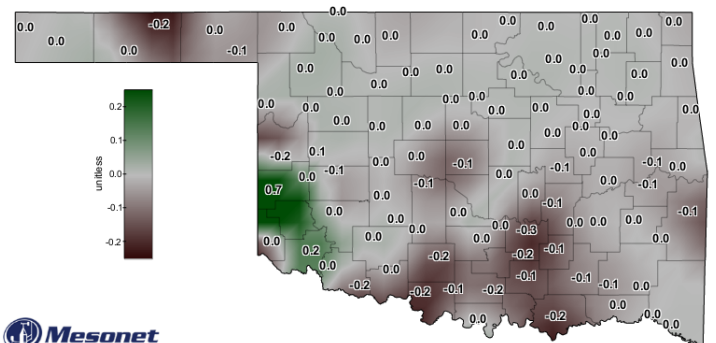 0.0
0.0 -0.2 0.0 0.0 0.0 0.0 0.0 0.0
0.0 0.0 -0.1 0.0 0.0 0.0 0.0 0.0 0.0 0.0 0.0
0.0 0.0 0.0 0.0 0.0 0.0 0.0 0.0
0.0 0.0 0.0 0.0 0.0 0.0
0.2
0.0 0.0 0.0 0.0 0.0 0.0 0.0 0.0 0.0
0.1
-0.2 0.1 0.0 0.0 -0.1 0.0 0.0 0.0 -0.1 -0.1 0.0
unitless
0.0
0.0 -0.1 -0.1 0.0 -0.1
0.7
-0.1
0.0 0.0 0.0 0.0 0.0 -0.1 0.0 0.0 0.0 -0.1
-0.2
0.0 0.2 0.0 0.0 -0.2 -0.3 -0.2 -0.1 0.0
0.0 0.0 -0.2 -0.2 -0.1 -0.2 -0.1 -0.1 -0.1 0.0
0.0 -0.2 0.0 0.0 0.0
Mesonet